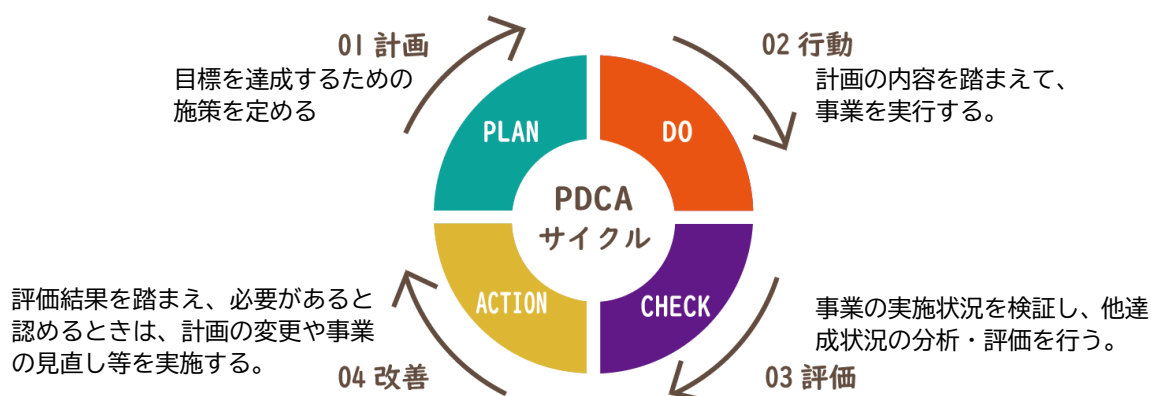 01 計画
目標を達成するための
施策を定める
PLAN
02 行動
計画の内容を踏まえて、
事業を実行する。
DO
PDCA
サイクル
CHECK
事業の実施状況を検証し、他達
成状況の分析・評価を行う。
03 評価
ACTION
評価結果を踏まえ、必要があると
認めるときは、計画の変更や事業
の見直し等を実施する。
04 改善